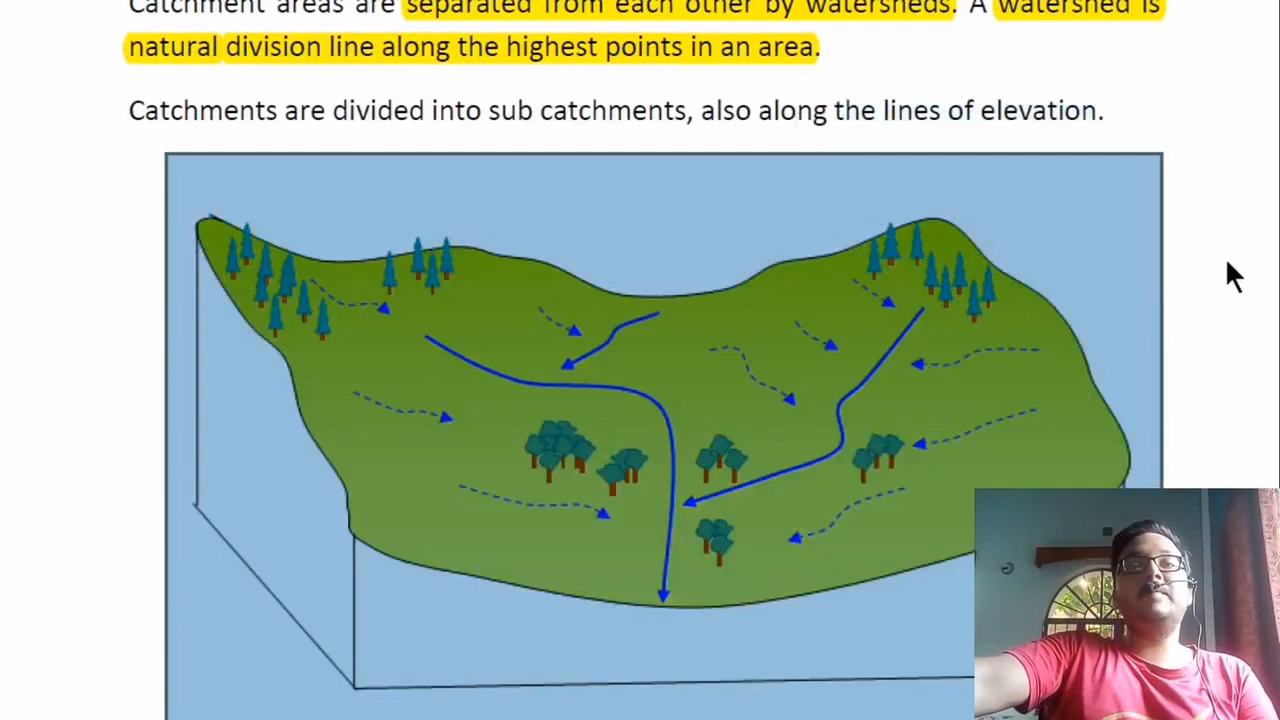 Catchment areas are separated from each other by watersheds. A watershed is
natural division line along the highest points in an area.
Catchments are divided into sub catchments, also along the lines of elevation.